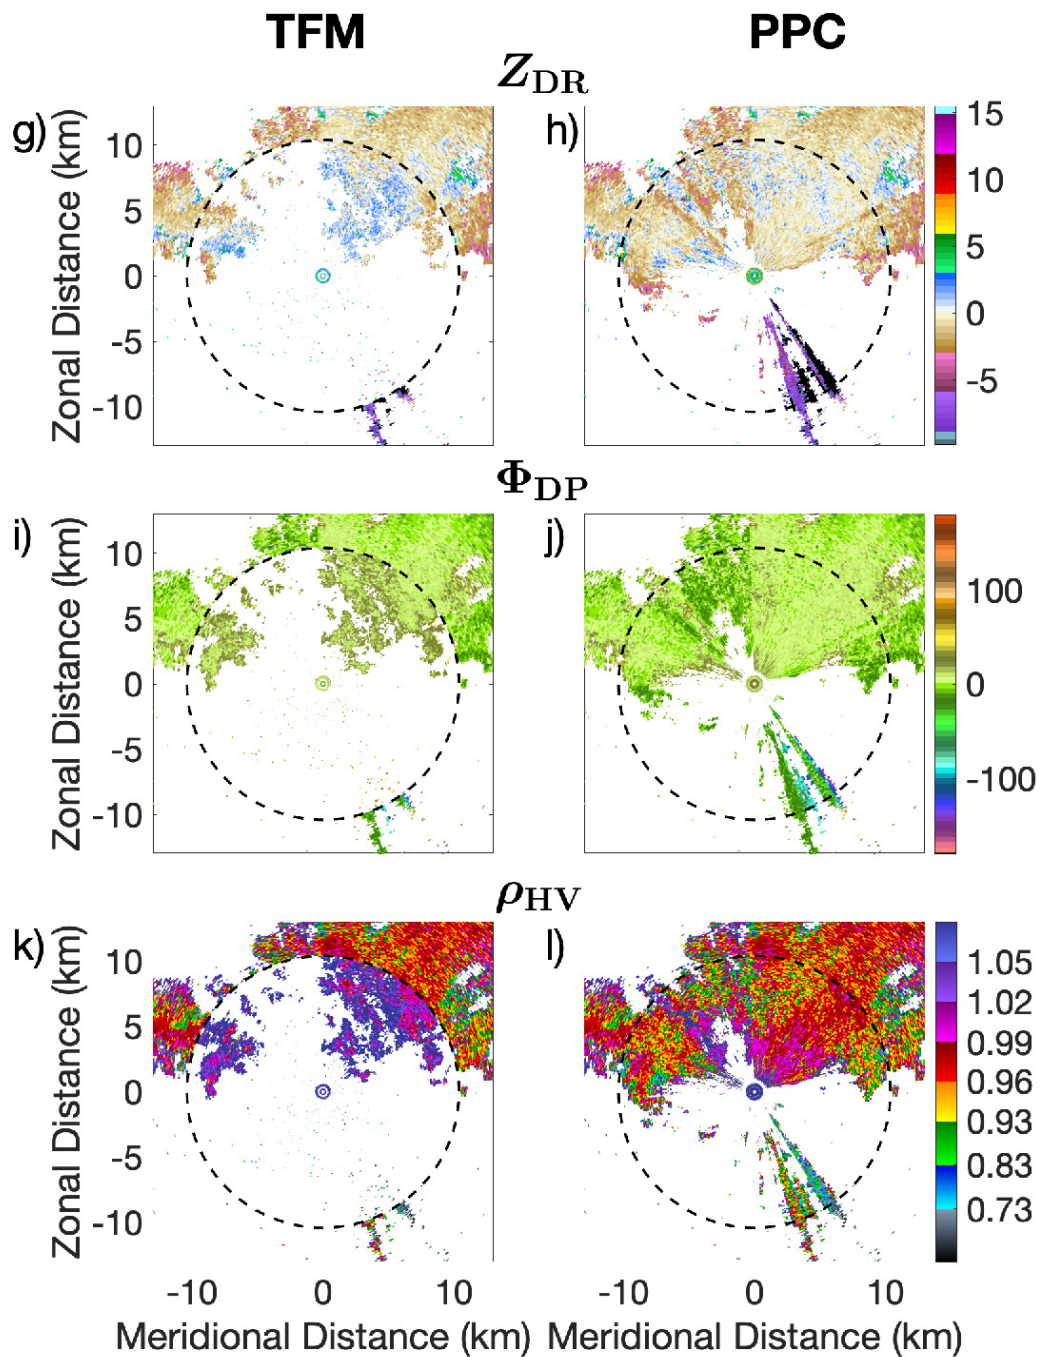 TFM PPC
Z_DR
g) h)
Zonal Distance (km)
10
5
0
-5
-10
15
10
5
0
-5
Φ_DP
i) j)
Zonal Distance (km)
10
5
0
-5
-10
100
0
-100
ρ_HV
k) l)
Zonal Distance (km)
10
5
0
-5
-10
1.05
1.02
0.99
0.96
0.93
0.83
0.73
-10 0 10 -10 0 10
Meridional Distance (km) Meridional Distance (km)